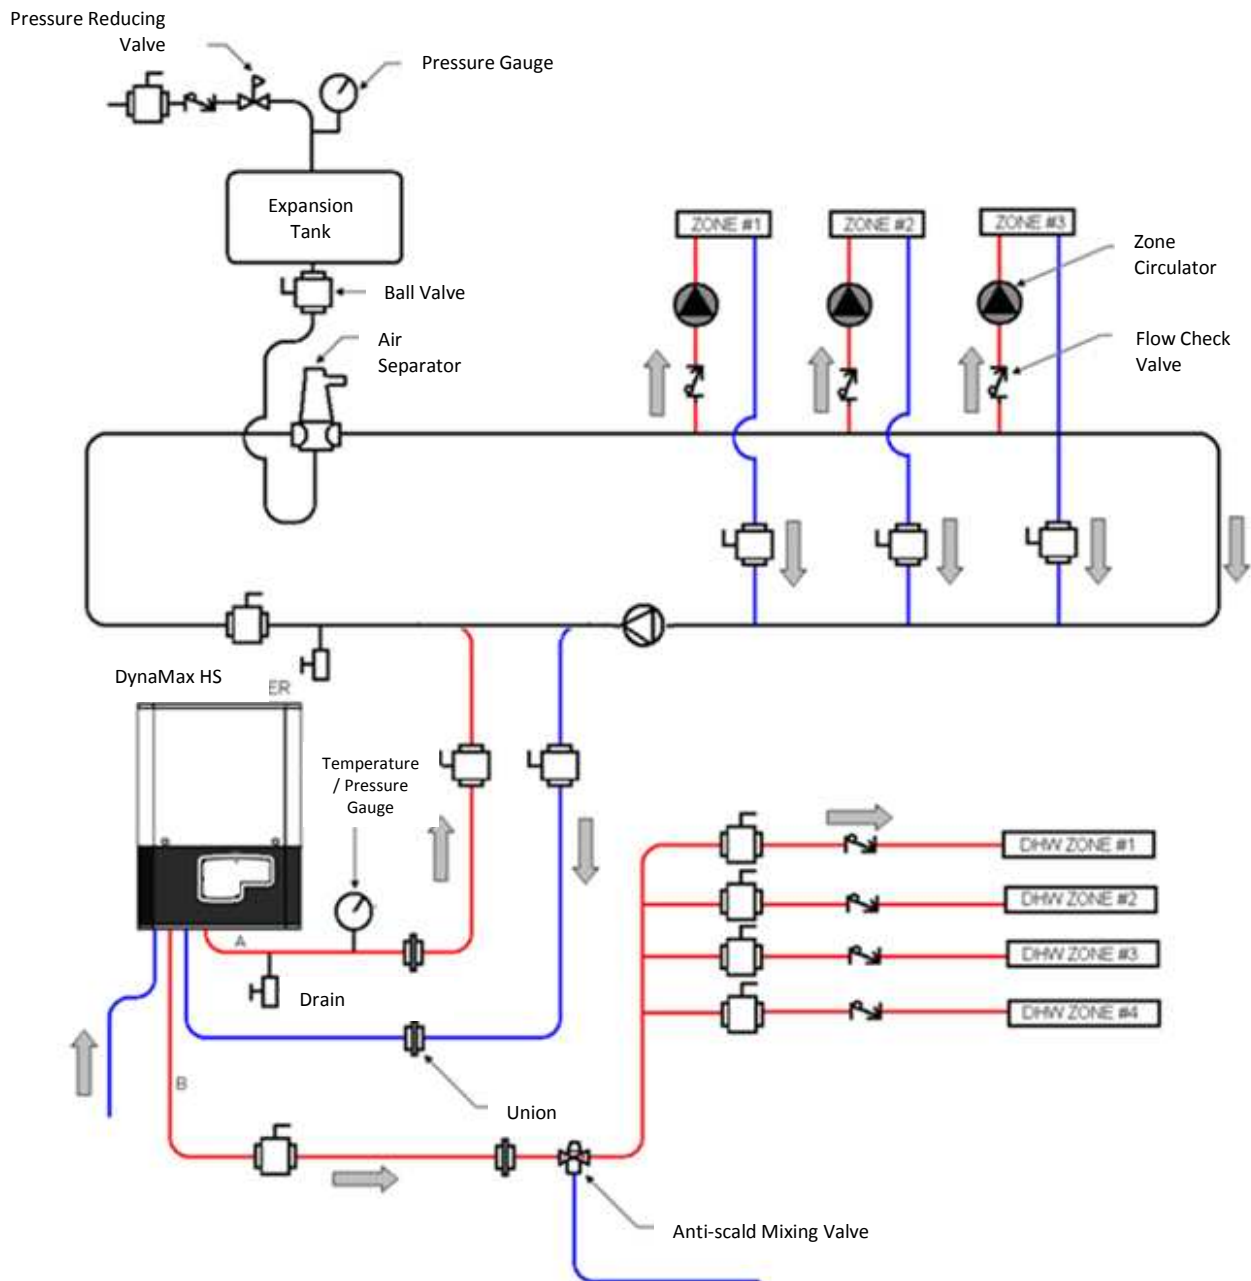 Pressure Reducing
Valve
Pressure Gauge
Expansion
Tank
ZONE #1
ZONE #2
ZONE #3
Zone
Circulator
Ball Valve
Air
Separator
Flow Check
Valve
DynaMax HS
ER
Temperature
/ Pressure
Gauge
DHW ZONE #1
DHW ZONE #2
DHW ZONE #3
DHW ZONE #4
A
Drain
B
Union
Anti-scald Mixing Valve